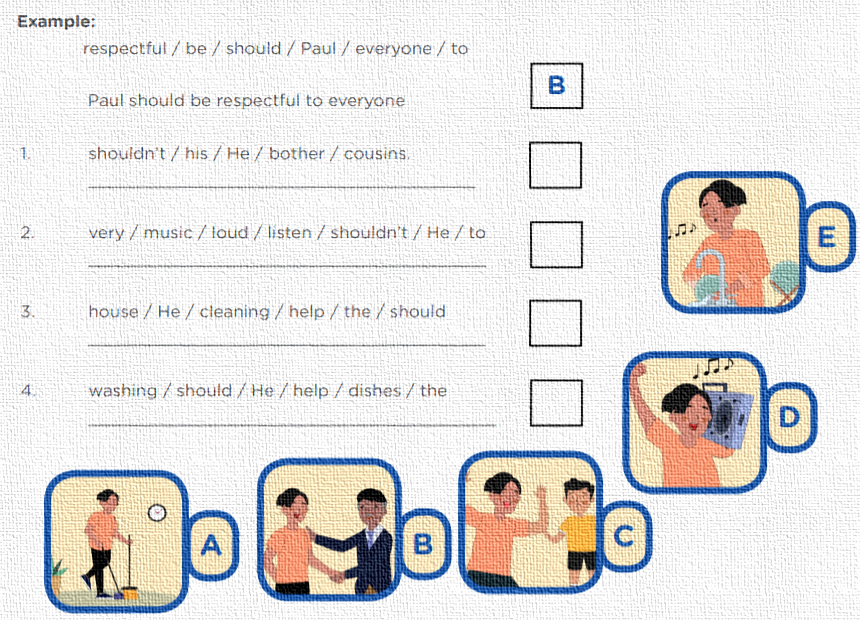 Example:
respectful / be / should / Paul / everyone / to
Paul should be respectful to everyone
B
1. shouldn't / his / He / bother / cousins.
2. very / music / loud / listen / shouldn't / He / to
3. house / He / cleaning / help / the / should
4. washing / should / He / help / dishes / the
E
D
A
B
C